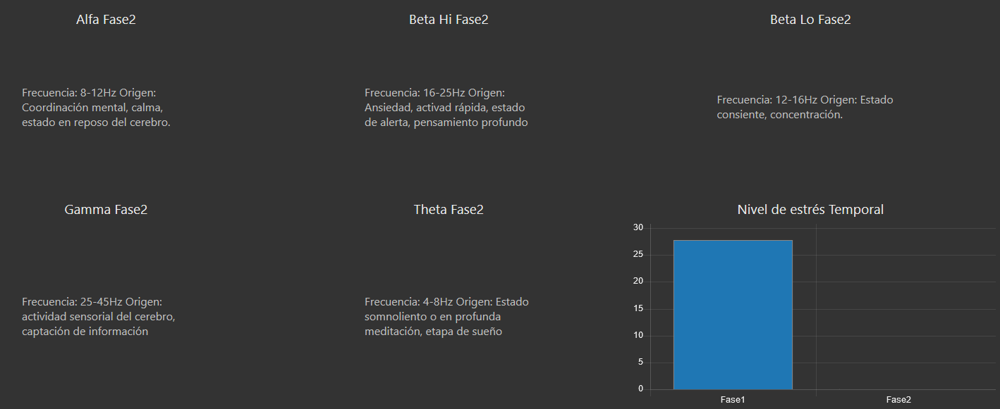 Alfa Fase2
Beta Hi Fase2
Beta Lo Fase2
Frecuencia: 8-12Hz Origen:
Coordinación mental, calma,
estado en reposo del cerebro.
Frecuencia: 16-25Hz Origen:
Ansiedad, activad rápida, estado
de alerta, pensamiento profundo
Frecuencia: 12-16Hz Origen: Estado
consiente, concentración.
Gamma Fase2
Theta Fase2
Nivel de estrés Temporal
Frecuencia: 25-45Hz Origen:
actividad sensorial del cerebro,
captación de información
Frecuencia: 4-8Hz Origen: Estado
somnoliento o en profunda
meditación, etapa de sueño
30
25
20
15
10
5
0
Fase1
Fase2